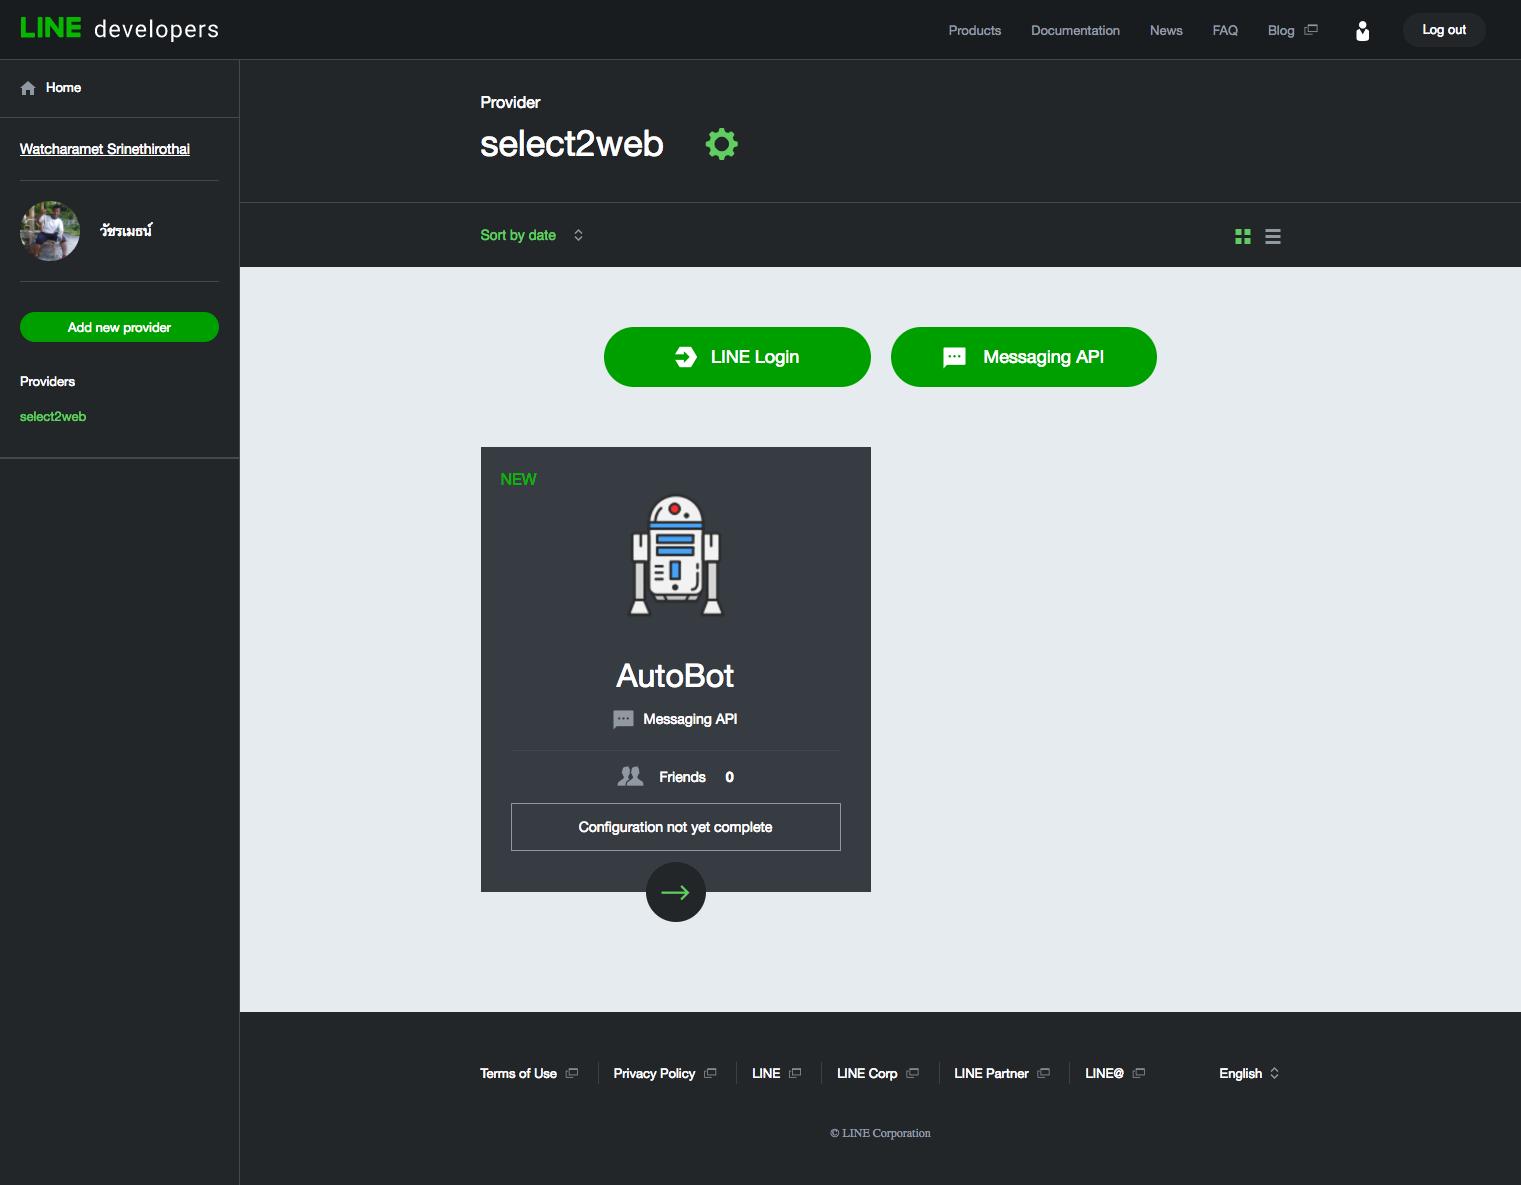 LINE developers
Products
Documentation
News
FAQ
Blog
Log out
Home
Watcharamet Srinethirothai
วัชรเมธน์
Add new provider
Providers
select2web
Provider
select2web
Sort by date
LINE Login
Messaging API
NEW
AutoBot
Messaging API
Friends 0
Configuration not yet complete
Terms of Use
Privacy Policy
LINE
LINE Corp
LINE Partner
LINE@
English
© LINE Corporation